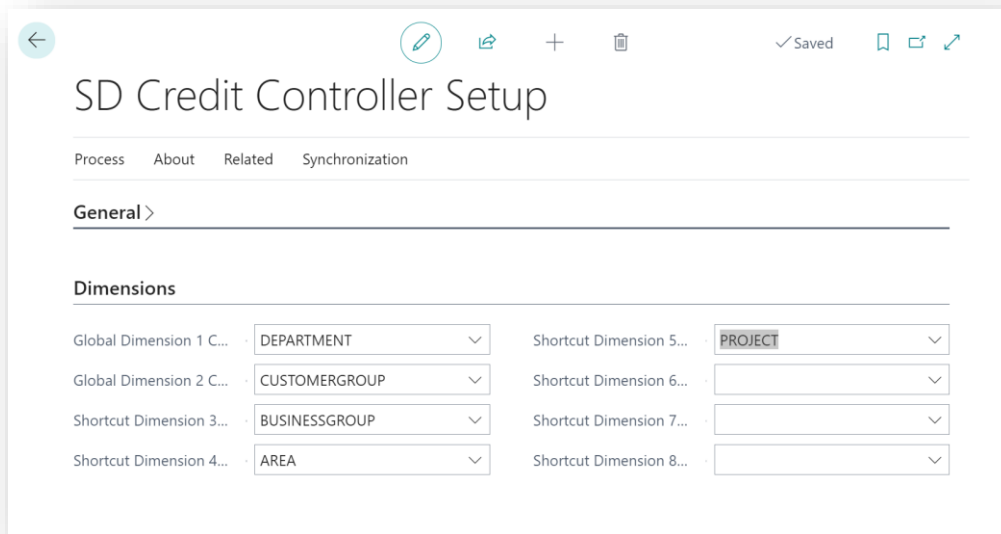 Saved
SD Credit Controller Setup
Process About Related Synchronization
General
Dimensions
Global Dimension 1 C... DEPARTMENT
Global Dimension 2 C... CUSTOMERGROUP
Shortcut Dimension 3... BUSINESSGROUP
Shortcut Dimension 4... AREA
Shortcut Dimension 5... PROJECT
Shortcut Dimension 6...
Shortcut Dimension 7...
Shortcut Dimension 8...